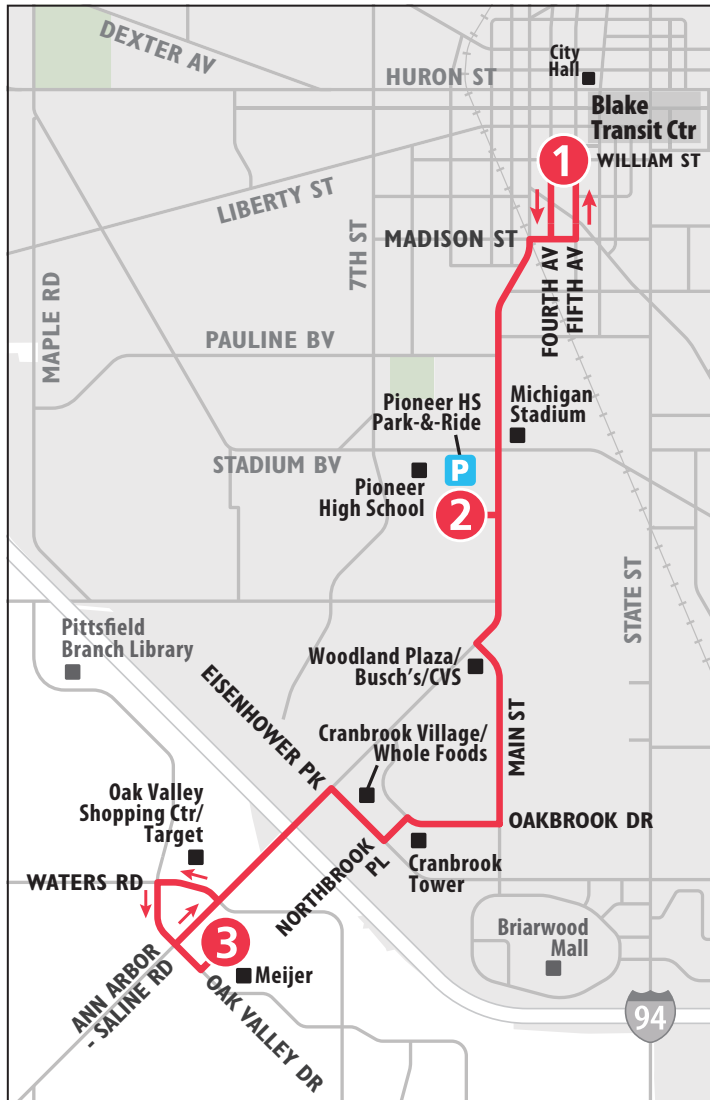 DEXTER AV
HURON ST
City
Hall
Blake
Transit Ctr
1
WILLIAM ST
LIBERTY ST
7TH ST
MADISON ST
FOURTH AV
FIFTH AV
MAPLE RD
PAULINE BV
Pioneer HS
Park-&-Ride
Michigan
Stadium
STADIUM BV
P
Pioneer
High School
2
STATE ST
Pittsfield
Branch Library
Woodland Plaza/
Busch's/CVS
EISENHOWER PK
MAIN ST
Cranbrook Village/
Whole Foods
Oak Valley
Shopping Ctr/
Target
OAKBROOK DR
NORTHBROOK
PL
Cranbrook
Tower
WATERS RD
3
Briarwood
Mall
Meijer
ANN ARBOR
- SALINE RD
OAK VALLEY DR
94